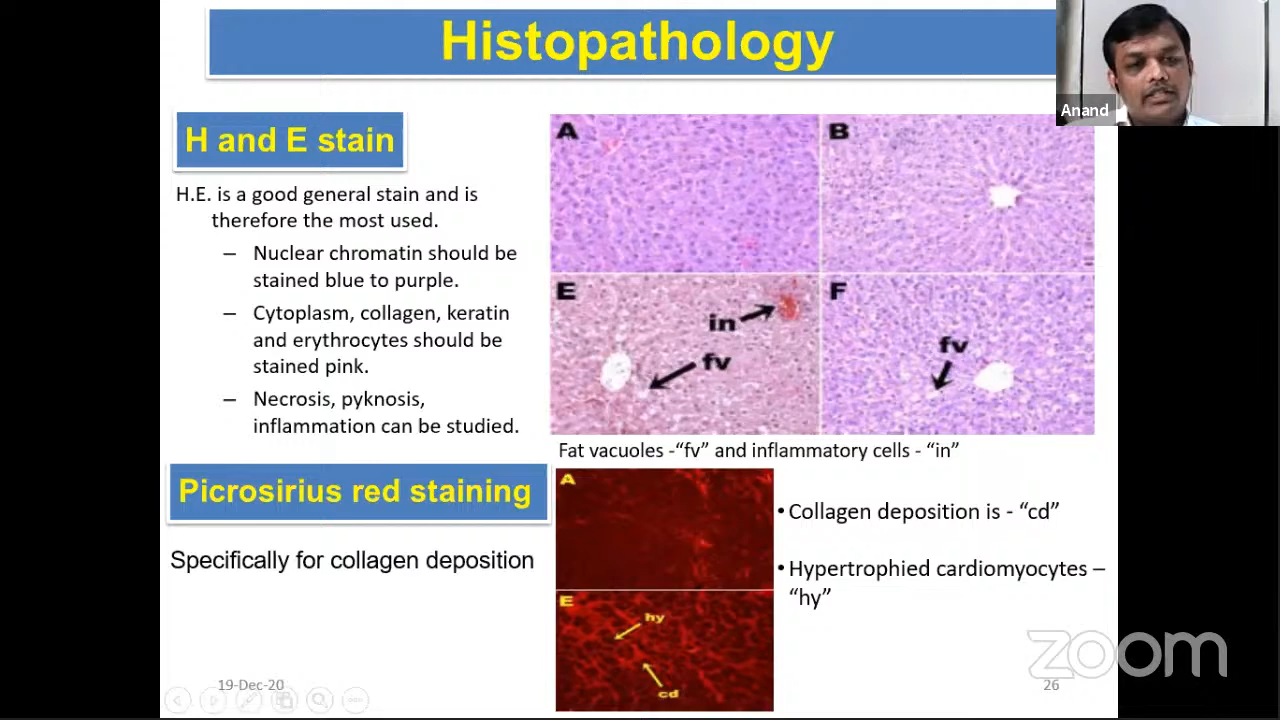 Histopathology
Anand
H and E stain
H.E. is a good general stain and is
therefore the most used.
– Nuclear chromatin should be
stained blue to purple.
– Cytoplasm, collagen, keratin
and erythrocytes should be
stained pink.
– Necrosis, pyknosis,
inflammation can be studied.
A
B
E
in
fv
F
fv
Fat vacuoles -“fv” and inflammatory cells - “in”
Picrosirius red staining
Specifically for collagen deposition
A
E
hy
cd
• Collagen deposition is - “cd”
• Hypertrophied cardiomyocytes –
“hy”
zoom
19-Dec-20
26